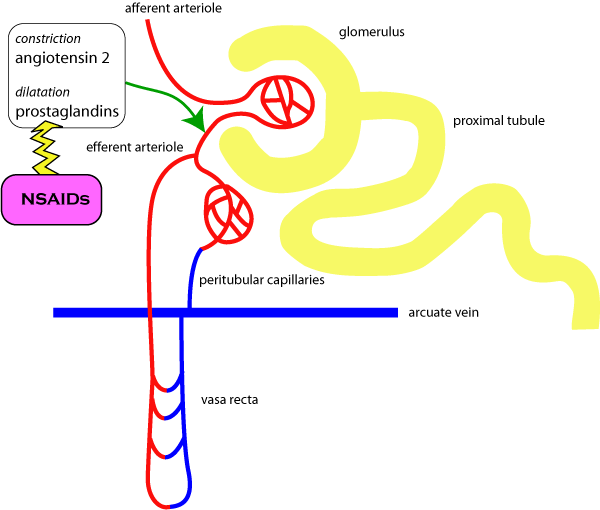 afferent arteriole
glomerulus
constriction
angiotensin 2
dilatation
prostaglandins
proximal tubule
efferent arteriole
NSAIDs
peritubular capillaries
arcuate vein
vasa recta